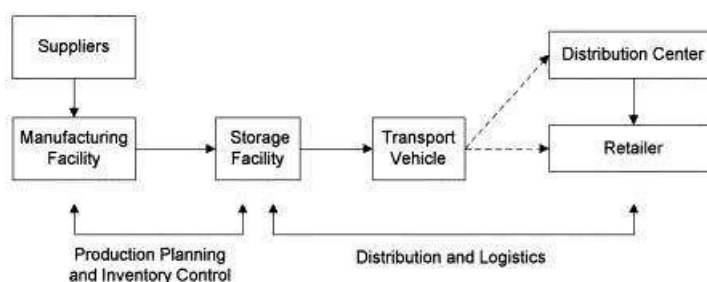 Suppliers
Distribution Center
Manufacturing
Facility
Storage
Facility
Transport
Vehicle
Retailer
Production Planning
and Inventory Control
Distribution and Logistics